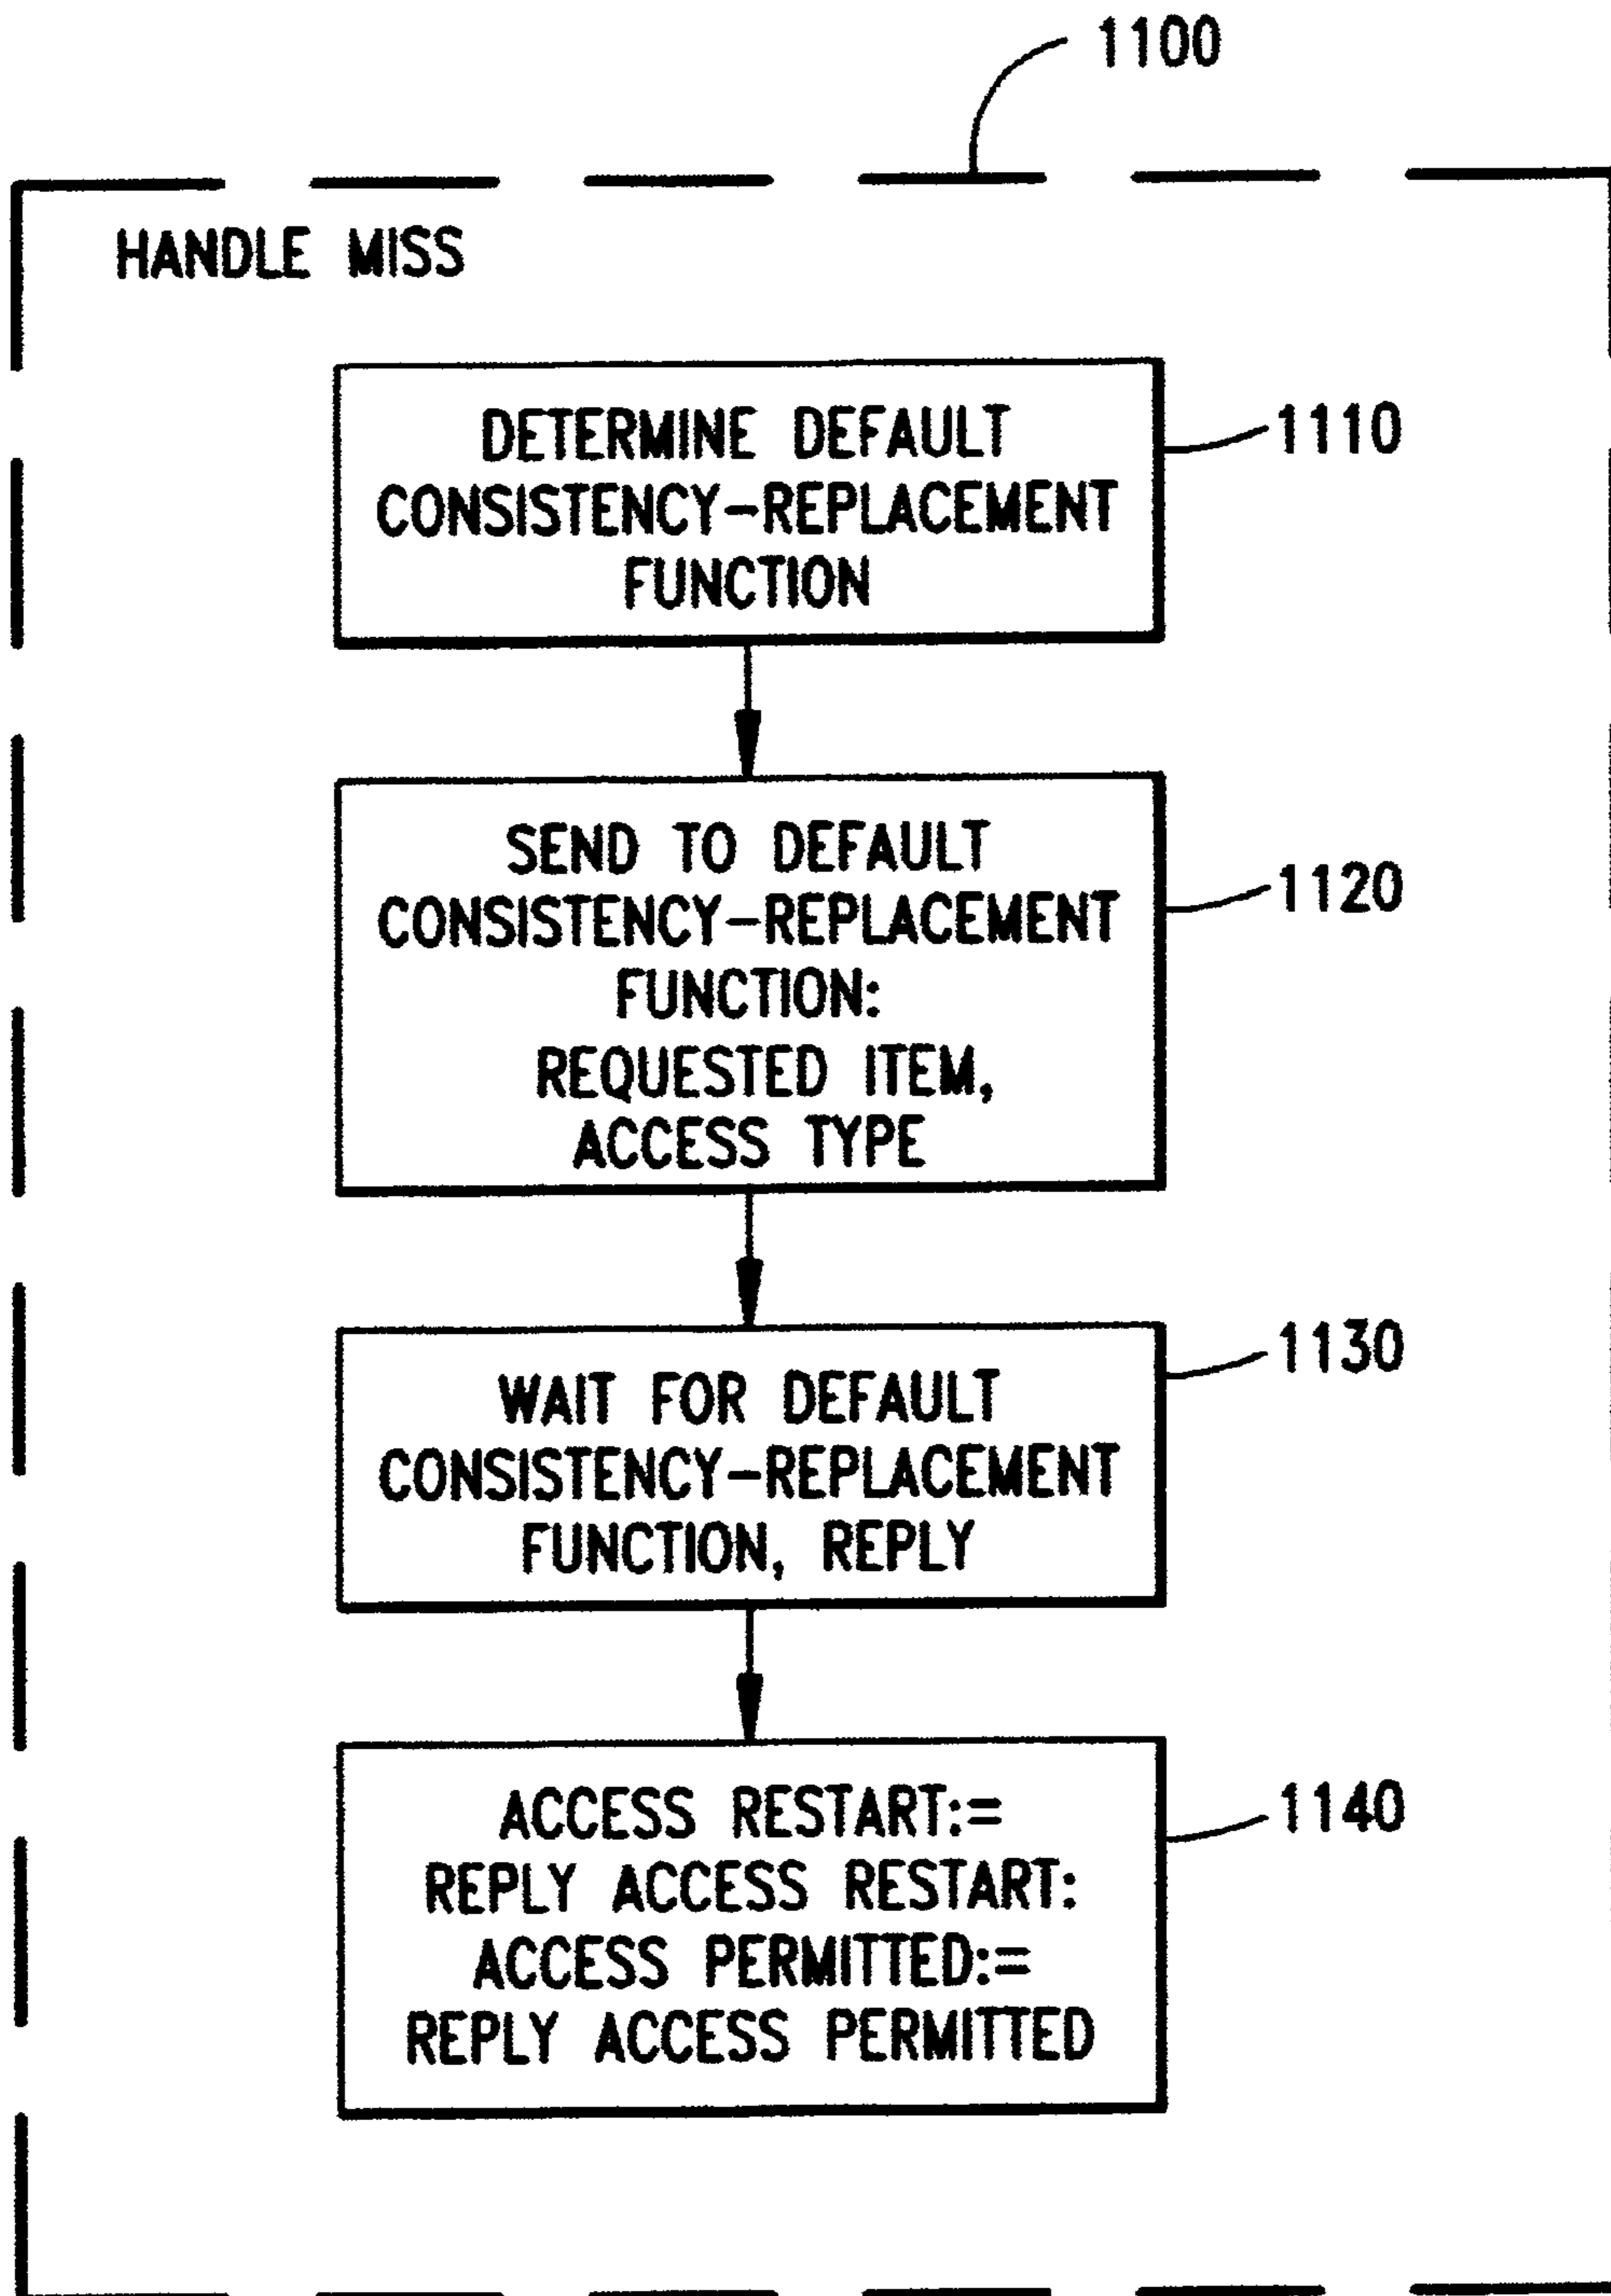 1100
HANDLE MISS
DETERMINE DEFAULT
CONSISTENCY-REPLACEMENT
FUNCTION
1110
SEND TO DEFAULT
CONSISTENCY-REPLACEMENT
FUNCTION:
REQUESTED ITEM,
ACCESS TYPE
1120
WAIT FOR DEFAULT
CONSISTENCY-REPLACEMENT
FUNCTION, REPLY
1130
ACCESS RESTART:=
REPLY ACCESS RESTART:
ACCESS PERMITTED:=
REPLY ACCESS PERMITTED
1140